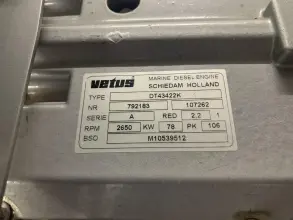 vetus MARINE DIESEL ENGINE
SCHIEDAM HOLLAND
TYPE DT43422K
NR 792183 107262
SERIE A RED 2.2 1
RPM 2650 KW 78 PK 106
BSO M10539512